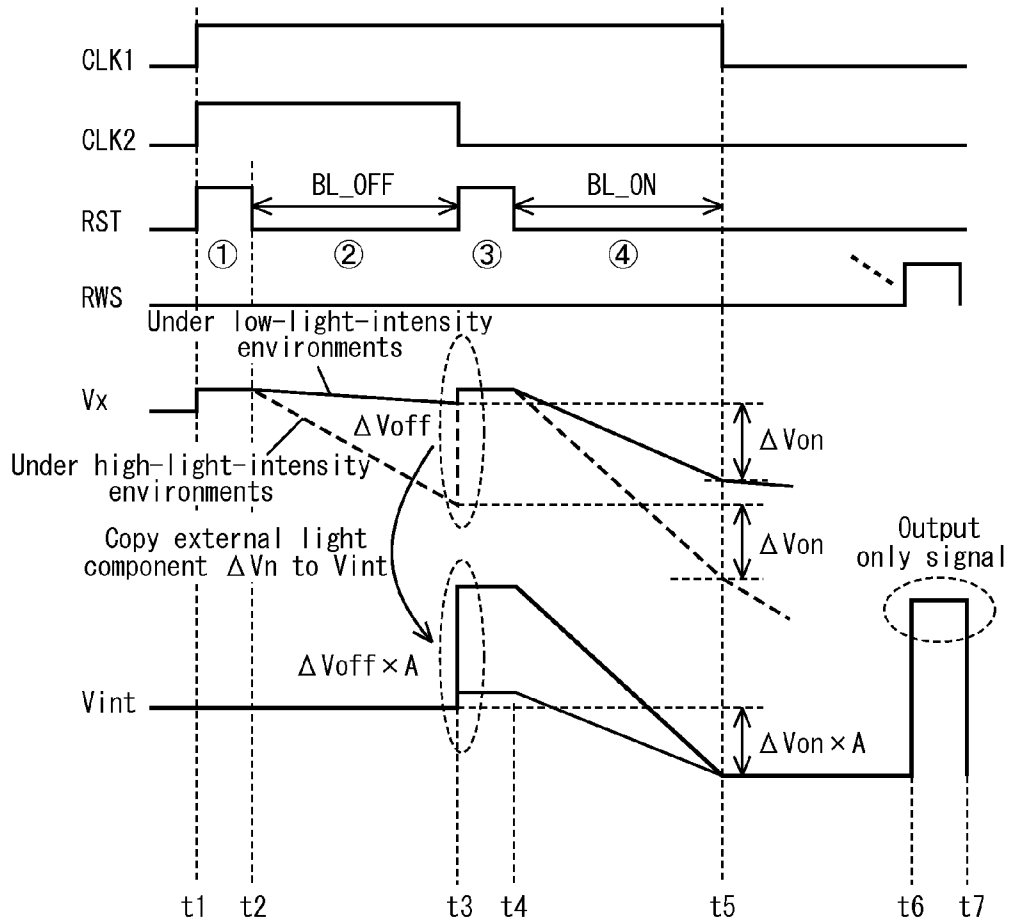 CLK1
CLK2
BL_OFF
BL_ON
RST
① ② ③ ④
RWS
Under low-light-intensity
environments
Vx
ΔVoff
ΔVon
Under high-light-intensity
environments
ΔVon
Output
only signal
Copy external light
component ΔVn to Vint
ΔVoff×A
Vint
ΔVon×A
t1 t2 t3 t4 t5 t6 t7